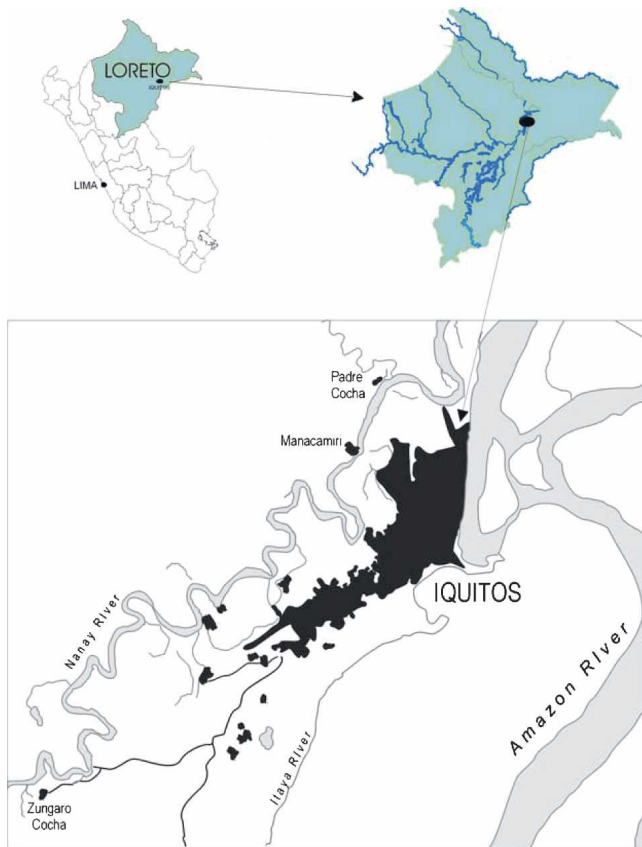 LORETO
IQUITOS
LIMA
Padre
Cocha
Manacamiri
IQUITOS
Nanay River
Amazon River
Itaya River
Zungaro
Cocha